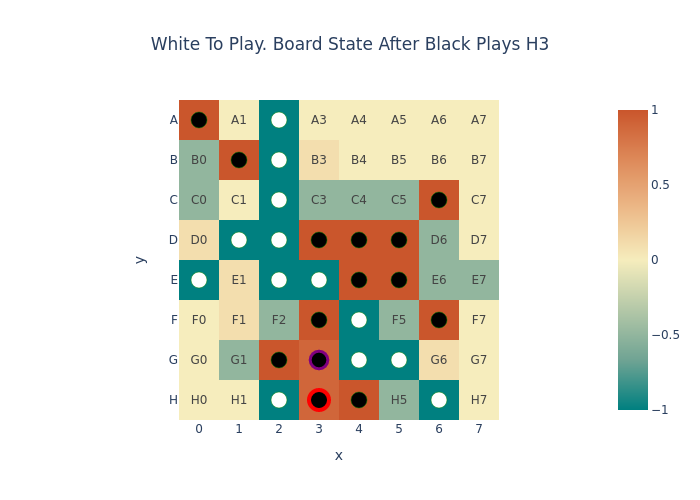 White To Play. Board State After Black Plays H3
A A1 A3 A4 A5 A6 A7 1
B B0 B3 B4 B5 B6 B7
C C0 C1 C3 C4 C5 C7 0.5
D D0 D6 D7 0
y
E E1 E6 E7
F F0 F1 F2 F5 F7 −0.5
G G0 G1 G6 G7
H H0 H1 H5 H7 −1
0 1 2 3 4 5 6 7
x